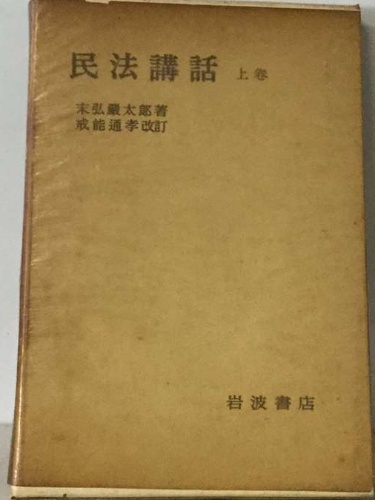 民法講話 上卷
末弘嚴太郎著
戒能通孝改訂
岩波書店